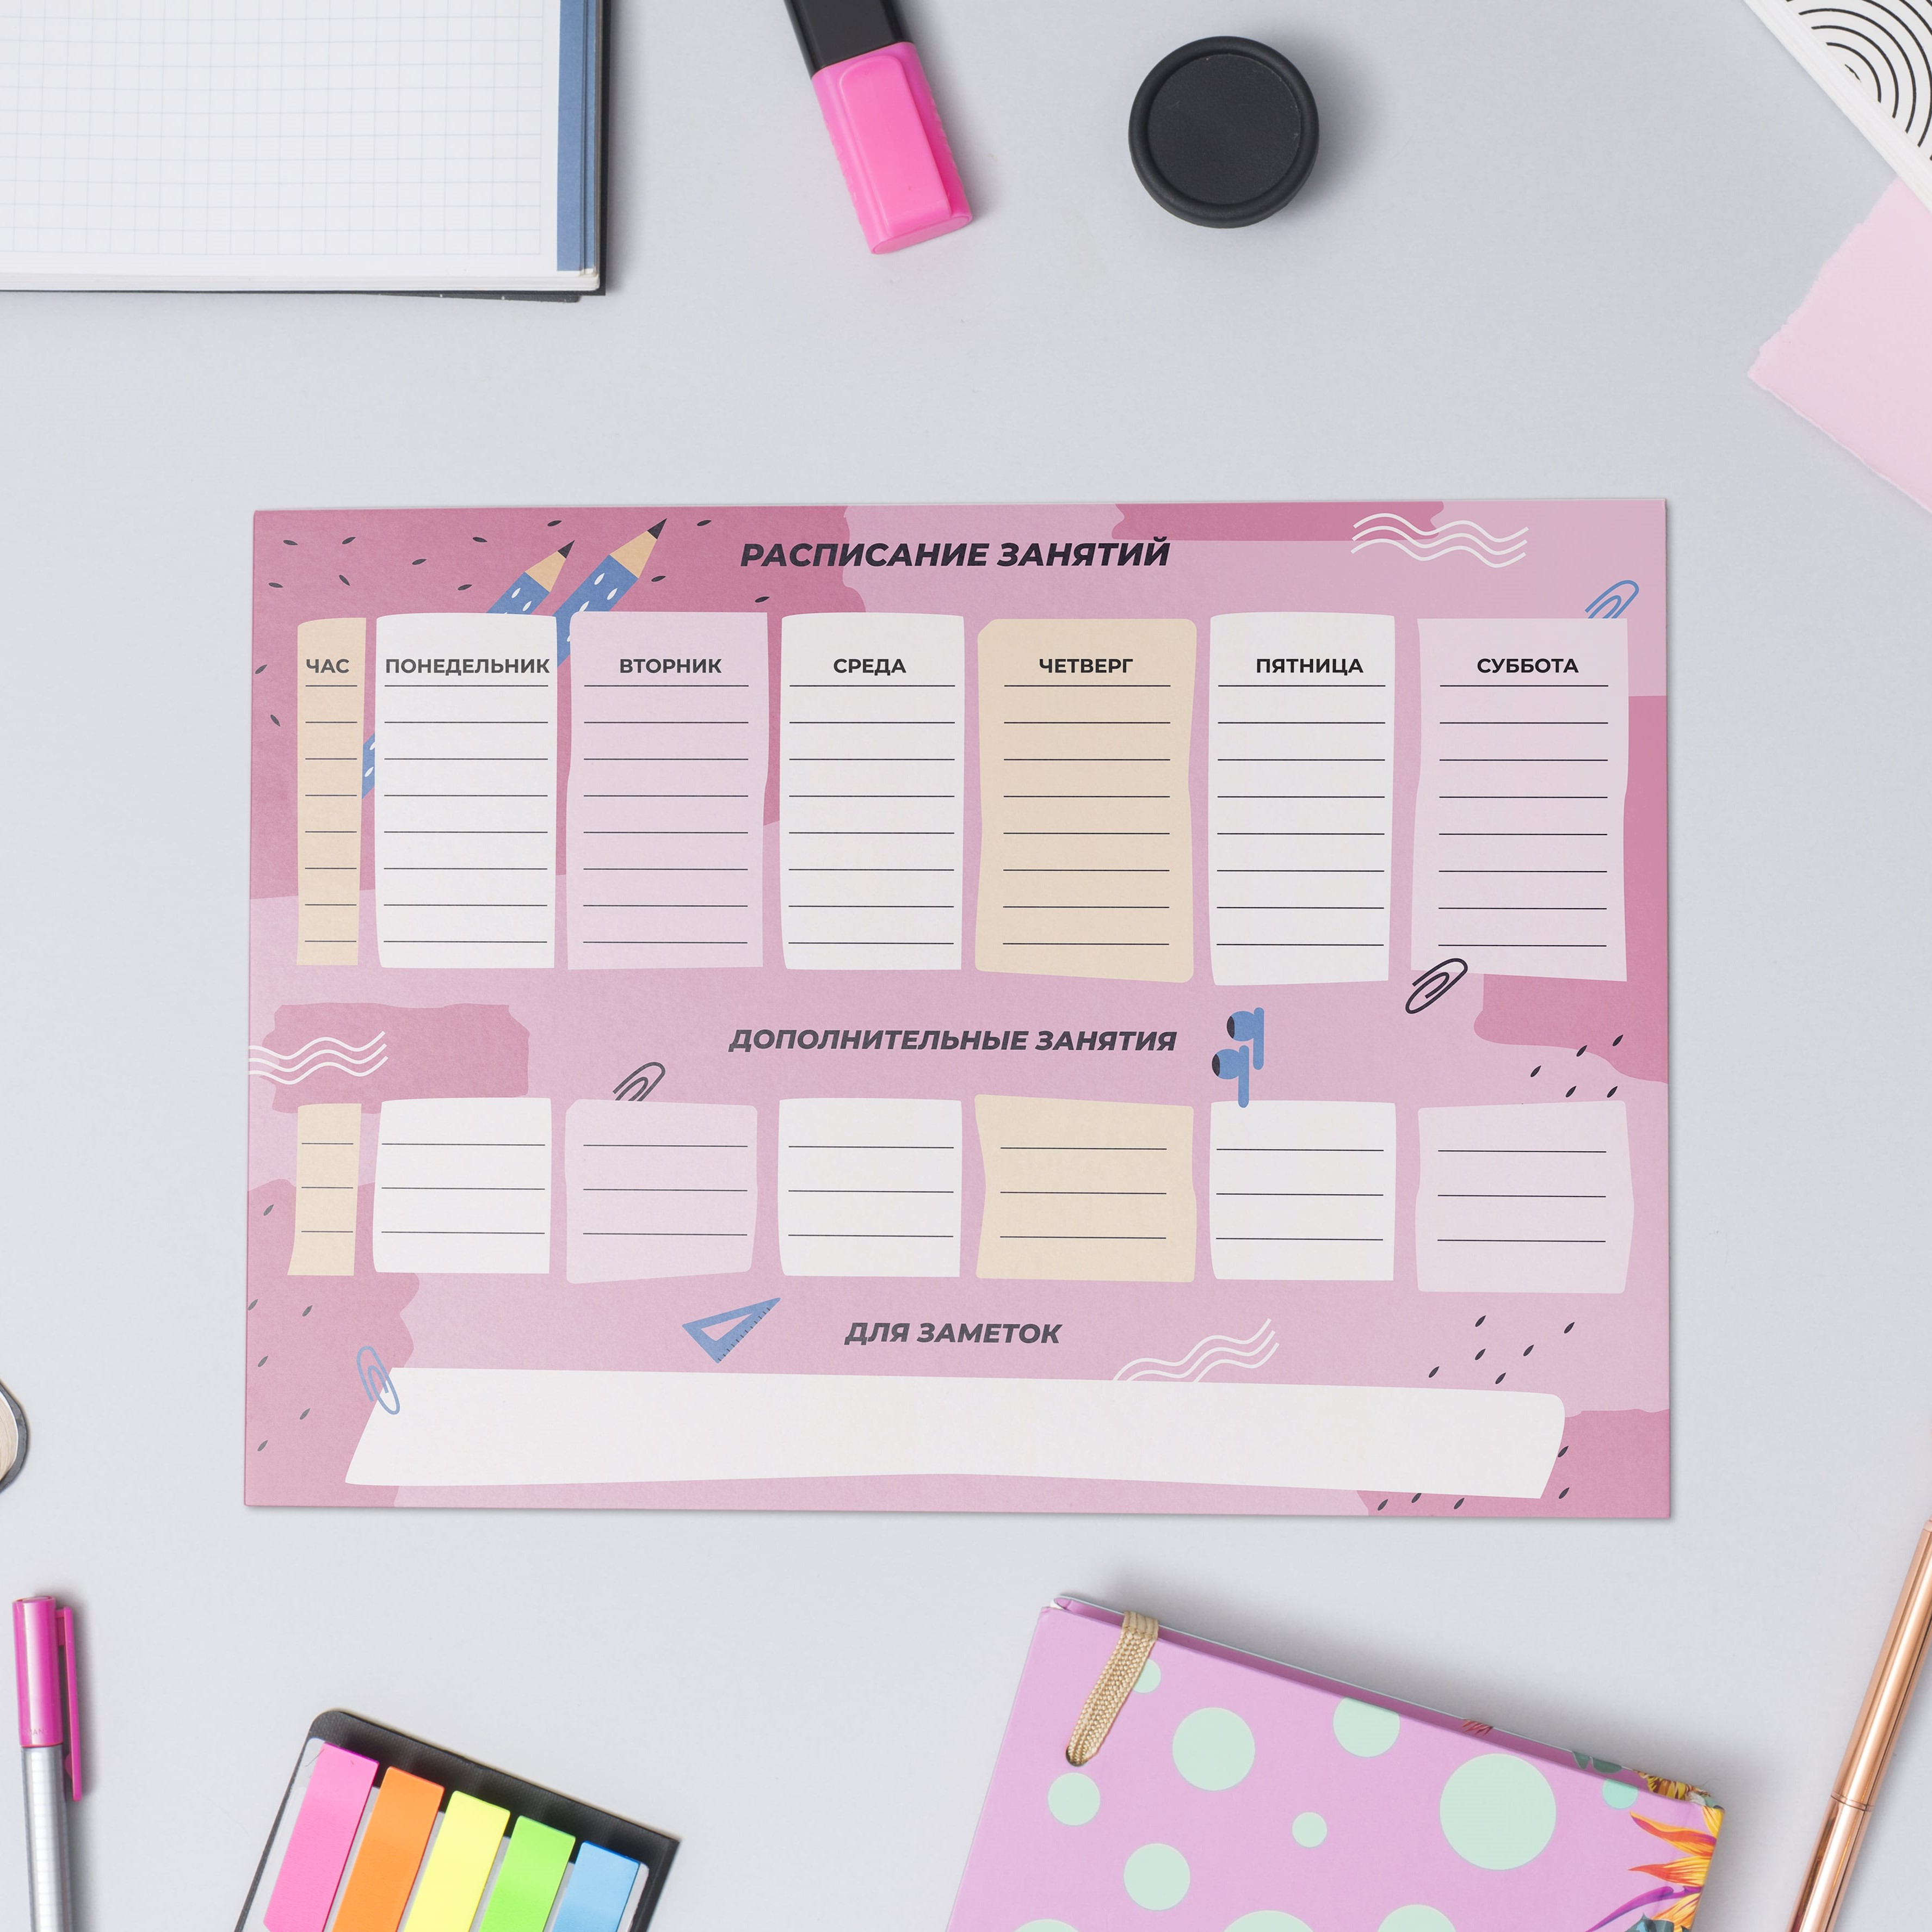 РАСПИСАНИЕ ЗАНЯТИЙ
ЧАС ПОНЕДЕЛЬНИК ВТОРНИК СРЕДА ЧЕТВЕРГ ПЯТНИЦА СУББОТА
ДОПОЛНИТЕЛЬНЫЕ ЗАНЯТИЯ
ДЛЯ ЗАМЕТОК